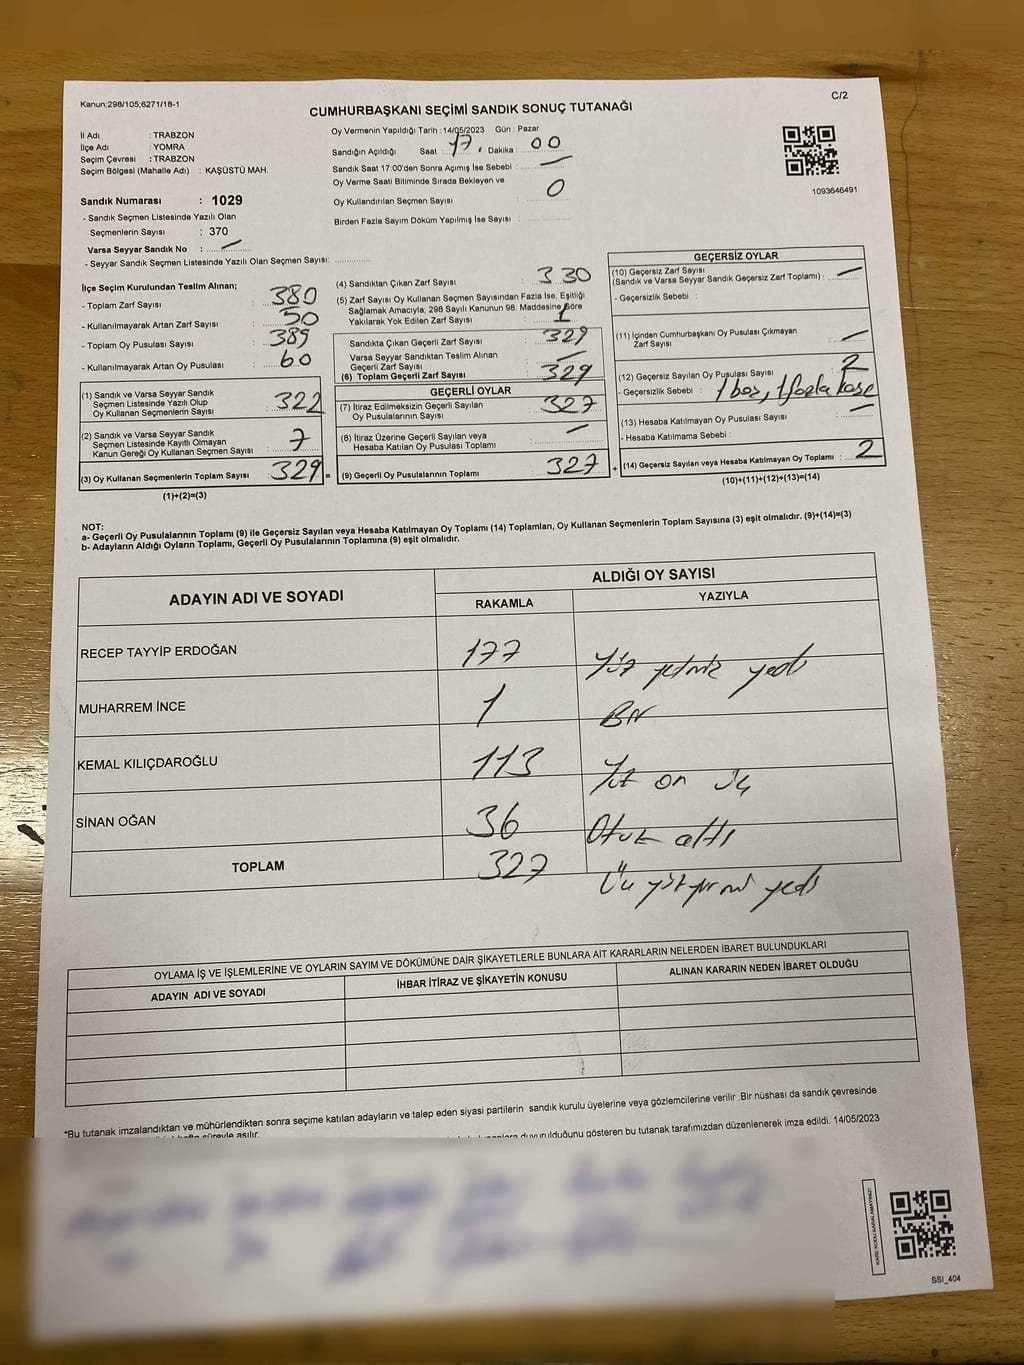 Kanun;298/105;6271/18-1
C/2
CUMHURBAŞKANI SEÇİMİ SANDIK SONUÇ TUTANAĞI
İl Adı : TRABZON
İlçe Adı : YOMRA
Seçim Çevresi : TRABZON
Seçim Bölgesi (Mahalle Adı) : KAŞÜSTÜ MAH.
Sandık Numarası : 1029
- Sandık Seçmen Listesinde Yazılı Olan
Seçmenlerin Sayısı : 370
Varsa Seyyar Sandık No :
- Seyyar Sandık Seçmen Listesinde Yazılı Olan Seçmen Sayısı:
Oy Vermenin Yapıldığı Tarih : 14/05/2023 Gün : Pazar
Sandığın Açıldığı Saat : 17 , Dakika : 00
Sandık Saat 17:00'den Sonra Açımış İse Sebebi :
Oy Verme Saati Bitiminde Sırada Bekleyen ve
Oy Kullandırılan Seçmen Sayısı : 0
Birden Fazla Sayım Döküm Yapılmış İse Sayısı :
1093646491
İlçe Seçim Kurulundan Teslim Alınan;
- Toplam Zarf Sayısı : 380
- Kullanılmayarak Artan Zarf Sayısı : 50
- Toplam Oy Pusulası Sayısı : 389
- Kullanılmayarak Artan Oy Pusulası : 60
(1) Sandık ve Varsa Seyyar Sandık
Seçmen Listesinde Yazılı Olup
Oy Kullanan Seçmenlerin Sayısı : 322
(2) Sandık ve Varsa Seyyar Sandık
Seçmen Listesinde Kayıtlı Olmayan
Kanun Gereği Oy Kullanan Seçmen Sayısı : 7
(3) Oy Kullanan Seçmenlerin Toplam Sayısı : 329 =
(1)+(2)=(3)
(4) Sandıktan Çıkan Zarf Sayısı : 330
(5) Zarf Sayısı Oy Kullanan Seçmen Sayısından Fazla İse, Eşitliği
Sağlamak Amacıyla; 298 Sayılı Kanunun 98. Maddesine Göre
Yakılarak Yok Edilen Zarf Sayısı : 1
Sandıkta Çıkan Geçerli Zarf Sayısı : 329
Varsa Seyyar Sandıktan Teslim Alınan
Geçerli Zarf Sayısı :
(6) Toplam Geçerli Zarf Sayısı : 329
GEÇERLİ OYLAR
(7) İtiraz Edilmeksizin Geçerli Sayılan
Oy Pusulalarının Sayısı : 327
(8) İtiraz Üzerine Geçerli Sayılan veya
Hesaba Katılan Oy Pusulası Toplamı :
(9) Geçerli Oy Pusulalarının Toplamı : 327 +
GEÇERSİZ OYLAR
(10) Geçersiz Zarf Sayısı
(Sandık ve Varsa Seyyar Sandık Geçersiz Zarf Toplamı) :
- Geçersizlik Sebebi :
(11) İçinden Cumhurbaşkanı Oy Pusulası Çıkmayan
Zarf Sayısı :
(12) Geçersiz Sayılan Oy Pusulası Sayısı : 2
- Geçersizlik Sebebi : 1 boş, 1 fazla kaşe
(13) Hesaba Katılmayan Oy Pusulası Sayısı :
- Hesaba Katılmama Sebebi :
(14) Geçersiz Sayılan veya Hesaba Katılmayan Oy Toplamı : 2
(10)+(11)+(12)+(13)=(14)
NOT:
a- Geçerli Oy Pusulalarının Toplamı (9) ile Geçersiz Sayılan veya Hesaba Katılmayan Oy Toplamı (14) Toplamları, Oy Kullanan Seçmenlerin Toplam Sayısına (3) eşit olmalıdır. (9)+(14)=(3)
b- Adayların Aldığı Oyların Toplamı, Geçerli Oy Pusulalarının Toplamına (9) eşit olmalıdır.
ADAYIN ADI VE SOYADI
ALDIĞI OY SAYISI
RAKAMLA YAZIYLA
RECEP TAYYİP ERDOĞAN 177 Yüz yetmiş yedi
MUHARREM İNCE 1 Bir
KEMAL KILIÇDAROĞLU 113 Yüz on üç
SİNAN OĞAN 36 Otuz altı
TOPLAM 327 Üç yüz yirmi yedi
OYLAMA İŞ VE İŞLEMLERİNE VE OYLARIN SAYIM VE DÖKÜMÜNE DAİR ŞİKAYETLERLE BUNLARA AİT KARARLARIN NELERDEN İBARET BULUNDUKLARI
ADAYIN ADI VE SOYADI İHBAR İTİRAZ VE ŞİKAYETİN KONUSU ALINAN KARARIN NEDEN İBARET OLDUĞU
*Bu tutanak imzalandıktan ve mühürlendikten sonra seçime katılan adayların ve talep eden siyasi partilerin sandık kurulu üyelerine veya gözlemcilerine verilir .Bir nüshası da sandık çevresinde
süreyle asılır.
duyurulduğunu gösteren bu tutanak tarafımızdan düzenlenerek imza edildi. 14/05/2023
KARE KODU KARALAMAYINIZ!
SSI_404